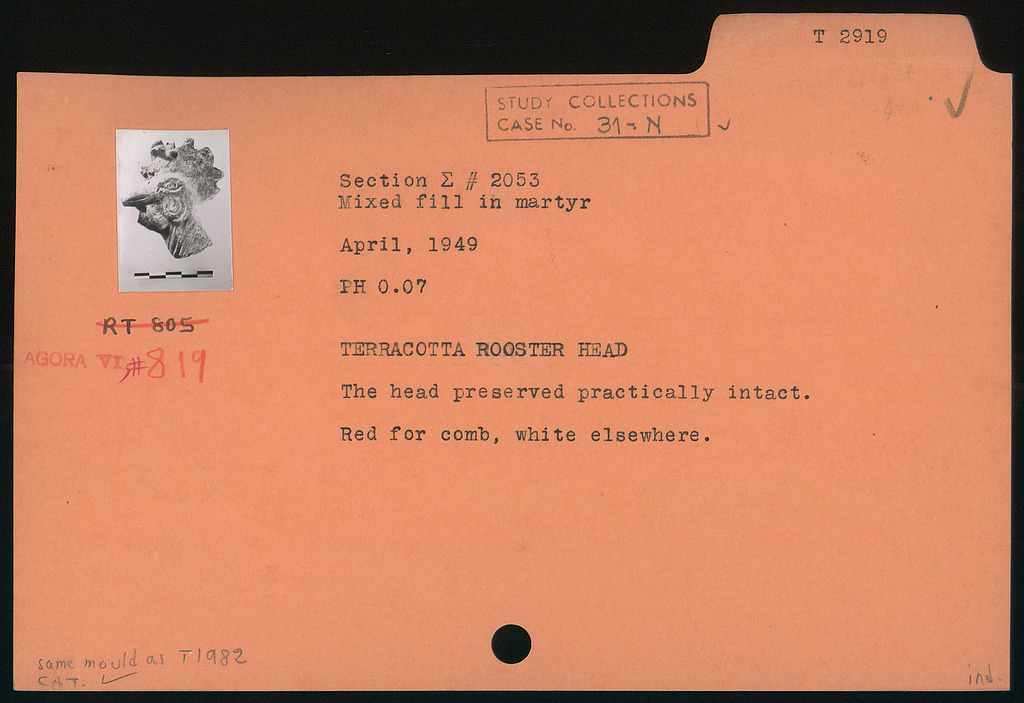 T 2919
STUDY COLLECTIONS
CASE No. 31-N
Section Σ # 2053
Mixed fill in martyr
April, 1949
PH 0.07
RT 805
AGORA VI, #819
TERRACOTTA ROOSTER HEAD
The head preserved practically intact.
Red for comb, white elsewhere.
same mould as T1982
CAT.
ind.